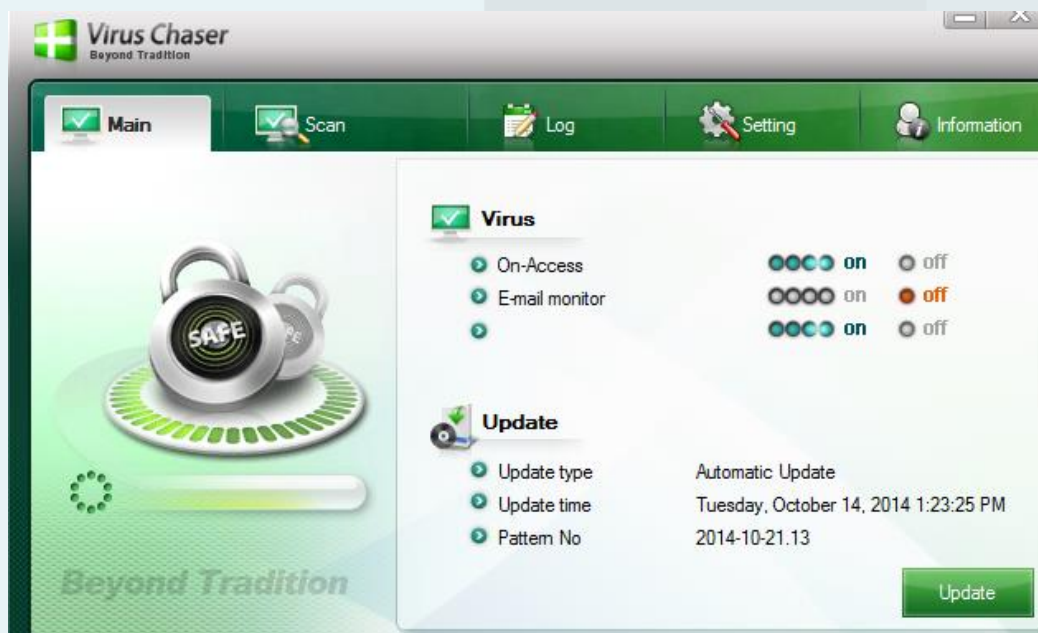 Virus Chaser
Beyond Tradition
Main Scan Log Setting Information
SAFE
Virus
On-Access on off
E-mail monitor on off
on off
Update
Update type Automatic Update
Update time Tuesday, October 14, 2014 1:23:25 PM
Pattern No 2014-10-21.13
Beyond Tradition
Update